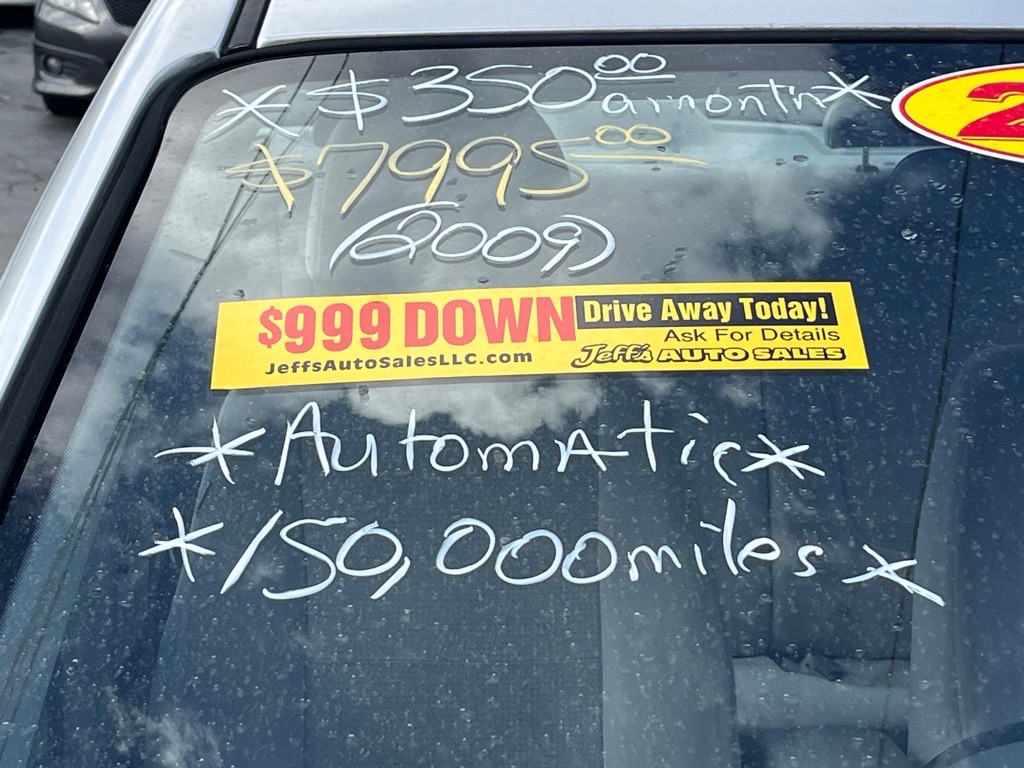 *$350.00 a month*
$7995.00
(2009)
$999 DOWN Drive Away Today!
Ask For Details
JeffsAutoSalesLLC.com Jeff's AUTO SALES
*Automatic*
*150,000 miles*
2